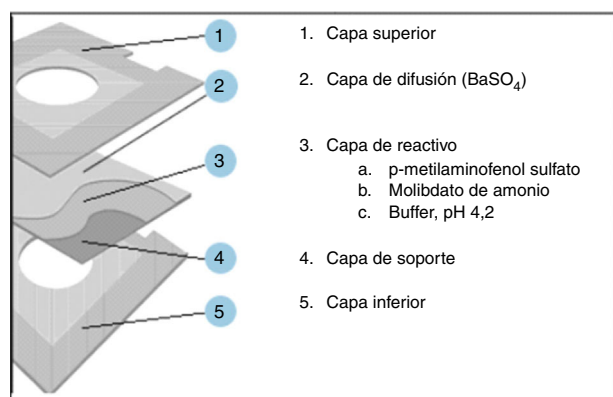 1
2
3
4
5
1. Capa superior
2. Capa de difusión (BaSO4)
3. Capa de reactivo
a. p-metilaminofenol sulfato
b. Molibdato de amonio
c. Buffer, pH 4,2
4. Capa de soporte
5. Capa inferior